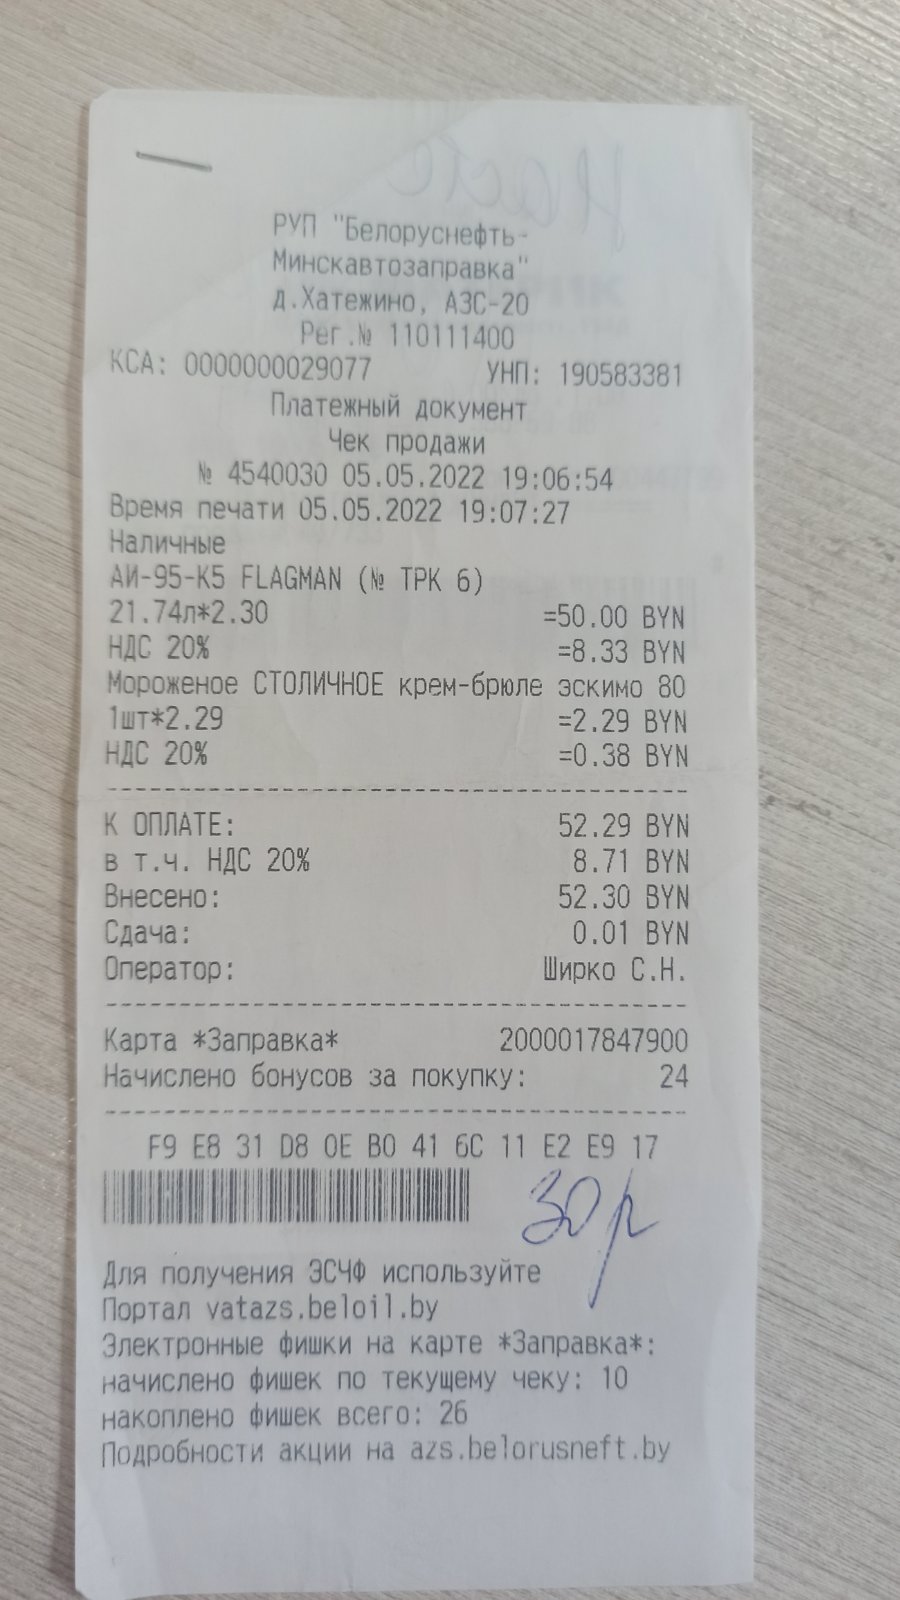 РУП "Белоруснефть-
Минскавтозаправка"
д.Хатежино, АЗС-20
Рег.№ 110111400
КСА: 0000000029077 УНП: 190583381
Платежный документ
Чек продажи
№ 4540030 05.05.2022 19:06:54
Время печати 05.05.2022 19:07:27
Наличные
АИ-95-К5 FLAGMAN (№ ТРК 6)
21.74л*2.30 =50.00 BYN
НДС 20% =8.33 BYN
Мороженое СТОЛИЧНОЕ крем-брюле эскимо 80
1шт*2.29 =2.29 BYN
НДС 20% =0.38 BYN
К ОПЛАТЕ: 52.29 BYN
в т.ч. НДС 20% 8.71 BYN
Внесено: 52.30 BYN
Сдача: 0.01 BYN
Оператор: Ширко С.Н.
Карта *Заправка* 2000017847900
Начислено бонусов за покупку: 24
F9 E8 31 D8 0E B0 41 6C 11 E2 E9 17
30 р
Для получения ЭСЧФ используйте
Портал vatazs.beloil.by
Электронные фишки на карте *Заправка*:
начислено фишек по текущему чеку: 10
накоплено фишек всего: 26
Подробности акции на azs.belorusneft.by